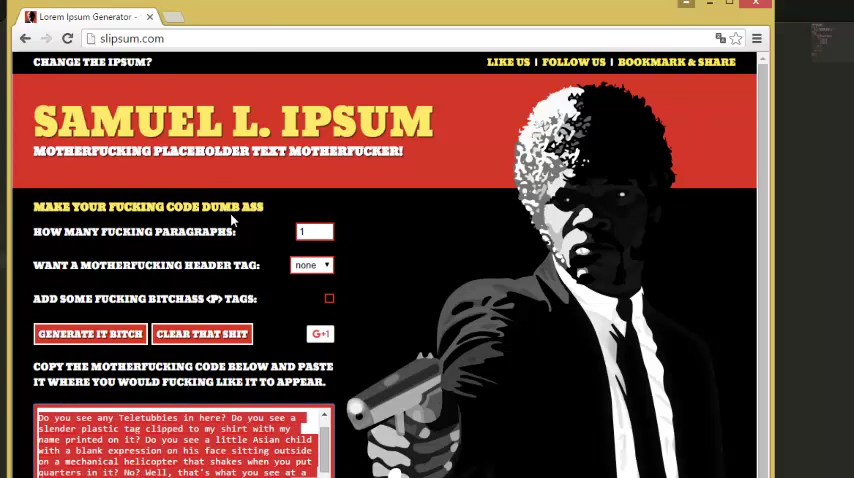 Lorem Ipsum Generator -
slipsum.com
CHANGE THE IPSUM?
LIKE US | FOLLOW US | BOOKMARK & SHARE
SAMUEL L. IPSUM
MOTHERFUCKING PLACEHOLDER TEXT MOTHERFUCKER!
MAKE YOUR FUCKING CODE DUMB ASS
HOW MANY FUCKING PARAGRAPHS:
1
WANT A MOTHERFUCKING HEADER TAG:
none
ADD SOME FUCKING BITCHASS <P> TAGS:
GENERATE IT BITCH
CLEAR THAT SHIT
G+1
COPY THE MOTHERFUCKING CODE BELOW AND PASTE
IT WHERE YOU WOULD FUCKING LIKE IT TO APPEAR.
Do you see any Teletubbies in here? Do you see a
slender plastic tag clipped to my shirt with my
name printed on it? Do you see a little Asian child
with a blank expression on his face sitting outside
on a mechanical helicopter that shakes when you put
quarters in it? No? Well, that's what you see at a